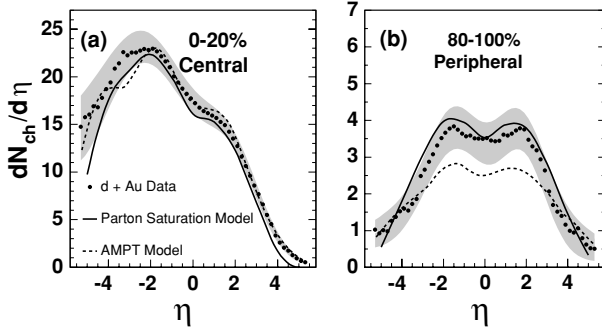 (a) 0-20%
Central
dN_ch/dη
25
20
15
10
5
0
d + Au Data
Parton Saturation Model
AMPT Model
-4 -2 0 2 4
η
(b) 80-100%
Peripheral
7
6
5
4
3
2
1
0
-4 -2 0 2 4
η